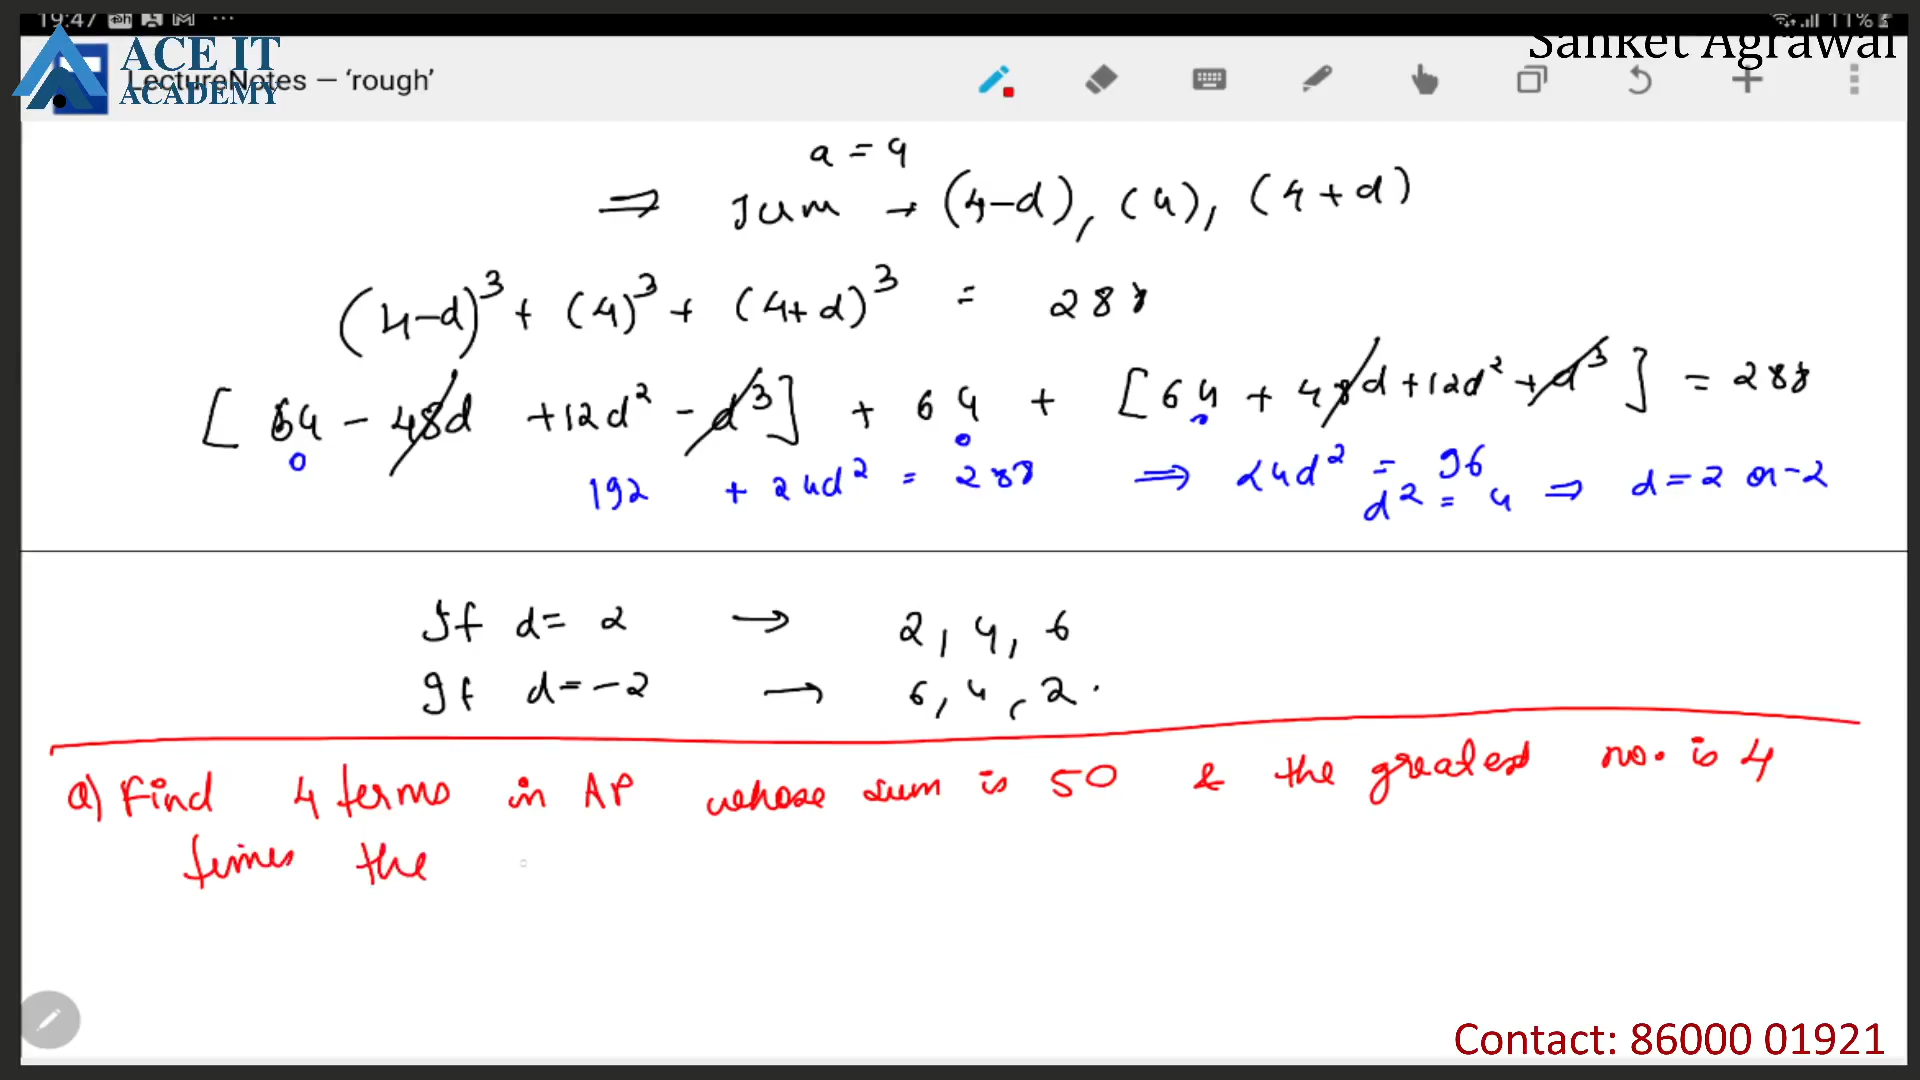 19:47
11%
ACE IT
ACADEMY
LectureNotes — ‘rough’
Sanket Agrawal
a = 4
⇒ sum → (4-d), (4), (4+d)
(4-d)³ + (4)³ + (4+d)³ = 288
[64 - 48d + 12d² - d³] + 64 + [64 + 48d + 12d² + d³] = 288
192 + 24d² = 288 ⇒ 24d² = 96
d² = 4 ⇒ d = 2 or -2
If d = 2 → 2, 4, 6
If d = -2 → 6, 4, 2.
Q) Find 4 terms in AP whose sum is 50 & the greatest no. is 4
times the
Contact: 86000 01921